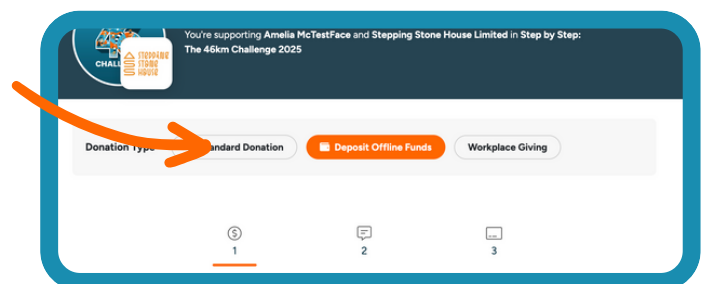 You're supporting Amelia McTestFace and Stepping Stone House Limited in Step by Step:
The 46km Challenge 2025
STEPPING
STONE
HOUSE
Donation Type
Donation
Deposit Offline Funds
Workplace Giving
1
2
3